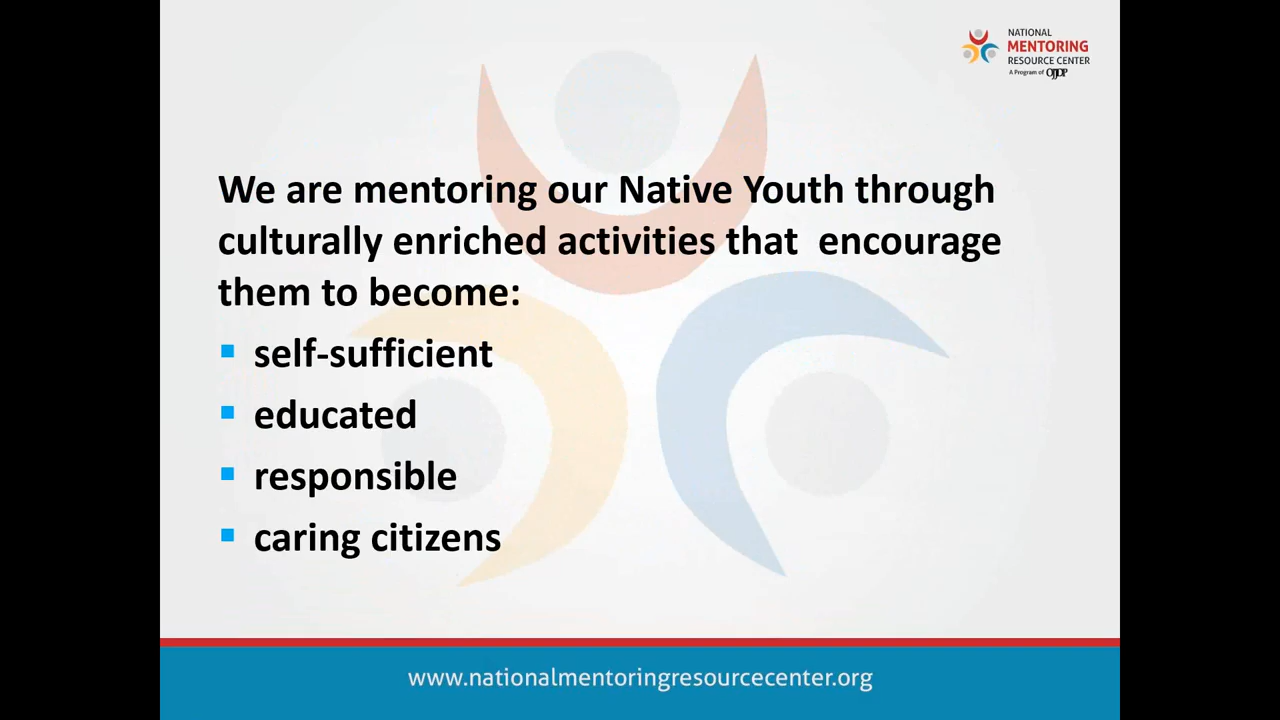 NATIONAL
MENTORING
RESOURCE CENTER
A Program of OJJDP
We are mentoring our Native Youth through
culturally enriched activities that  encourage
them to become:
▪ self-sufficient
▪ educated
▪ responsible
▪ caring citizens
www.nationalmentoringresourcecenter.org